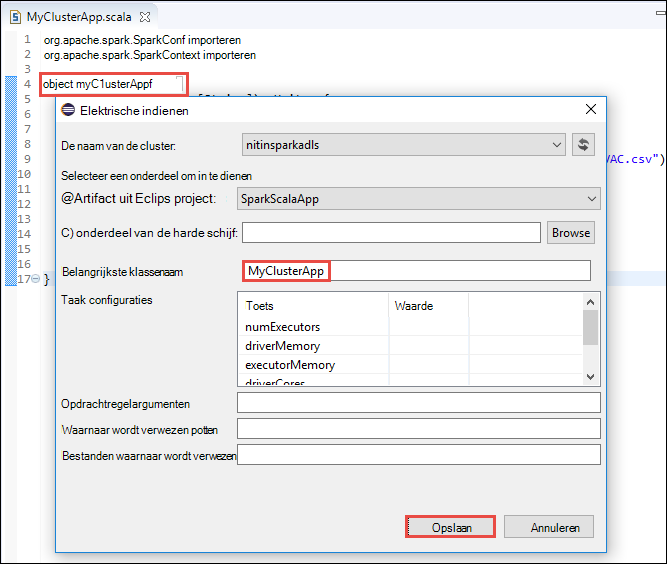 MyClusterApp.scala
1 org.apache.spark.SparkConf importeren
2 org.apache.spark.SparkContext importeren
3
4 object myC1usterAppf
5
6
7
8
9 VAC.csv")
10
11
12
13
14
15
16
17 }
Elektrische indienen
De naam van de cluster: nitinsparkadls
Selecteer een onderdeel om in te dienen
@Artifact uit Eclips project: SparkScalaApp
C) onderdeel van de harde schijf: Browse
Belangrijkste klassenaam MyClusterApp
Taak configuraties Toets Waarde
numExecutors
driverMemory
executorMemory
driverCores
Opdrachtregelargumenten
Waarnaar wordt verwezen potten
Bestanden waarnaar wordt verwezen
Opslaan Annuleren